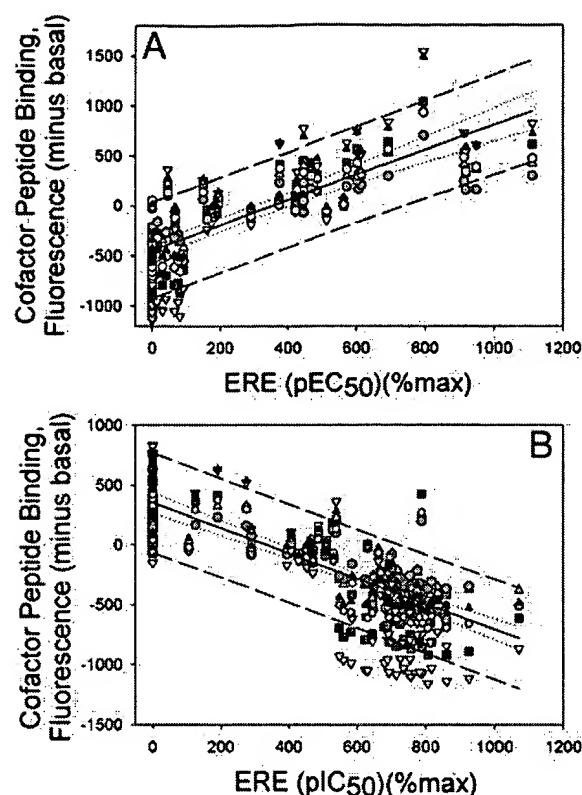 A
Cofactor Peptide Binding,
Fluorescence (minus basal)
1500
1000
500
0
-500
-1000
0 200 400 600 800 1000 1200
ERE (pEC50)(%max)
B
Cofactor Peptide Binding,
Fluorescence (minus basal)
1000
500
0
-500
-1000
-1500
0 200 400 600 800 1000 1200
ERE (pIC50)(%max)